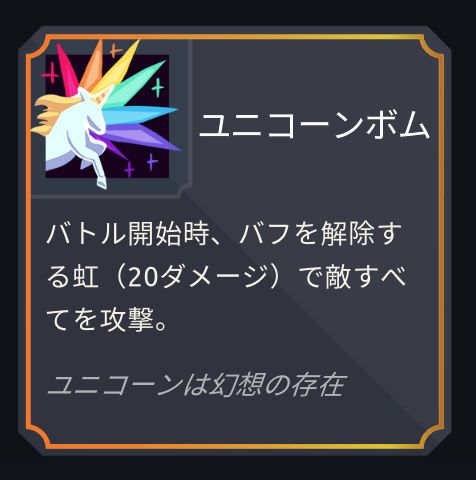 ユニコーンボム
バトル開始時、バフを解除す
る虹（20ダメージ）で敵すべ
てを攻撃。
ユニコーンは幻想の存在